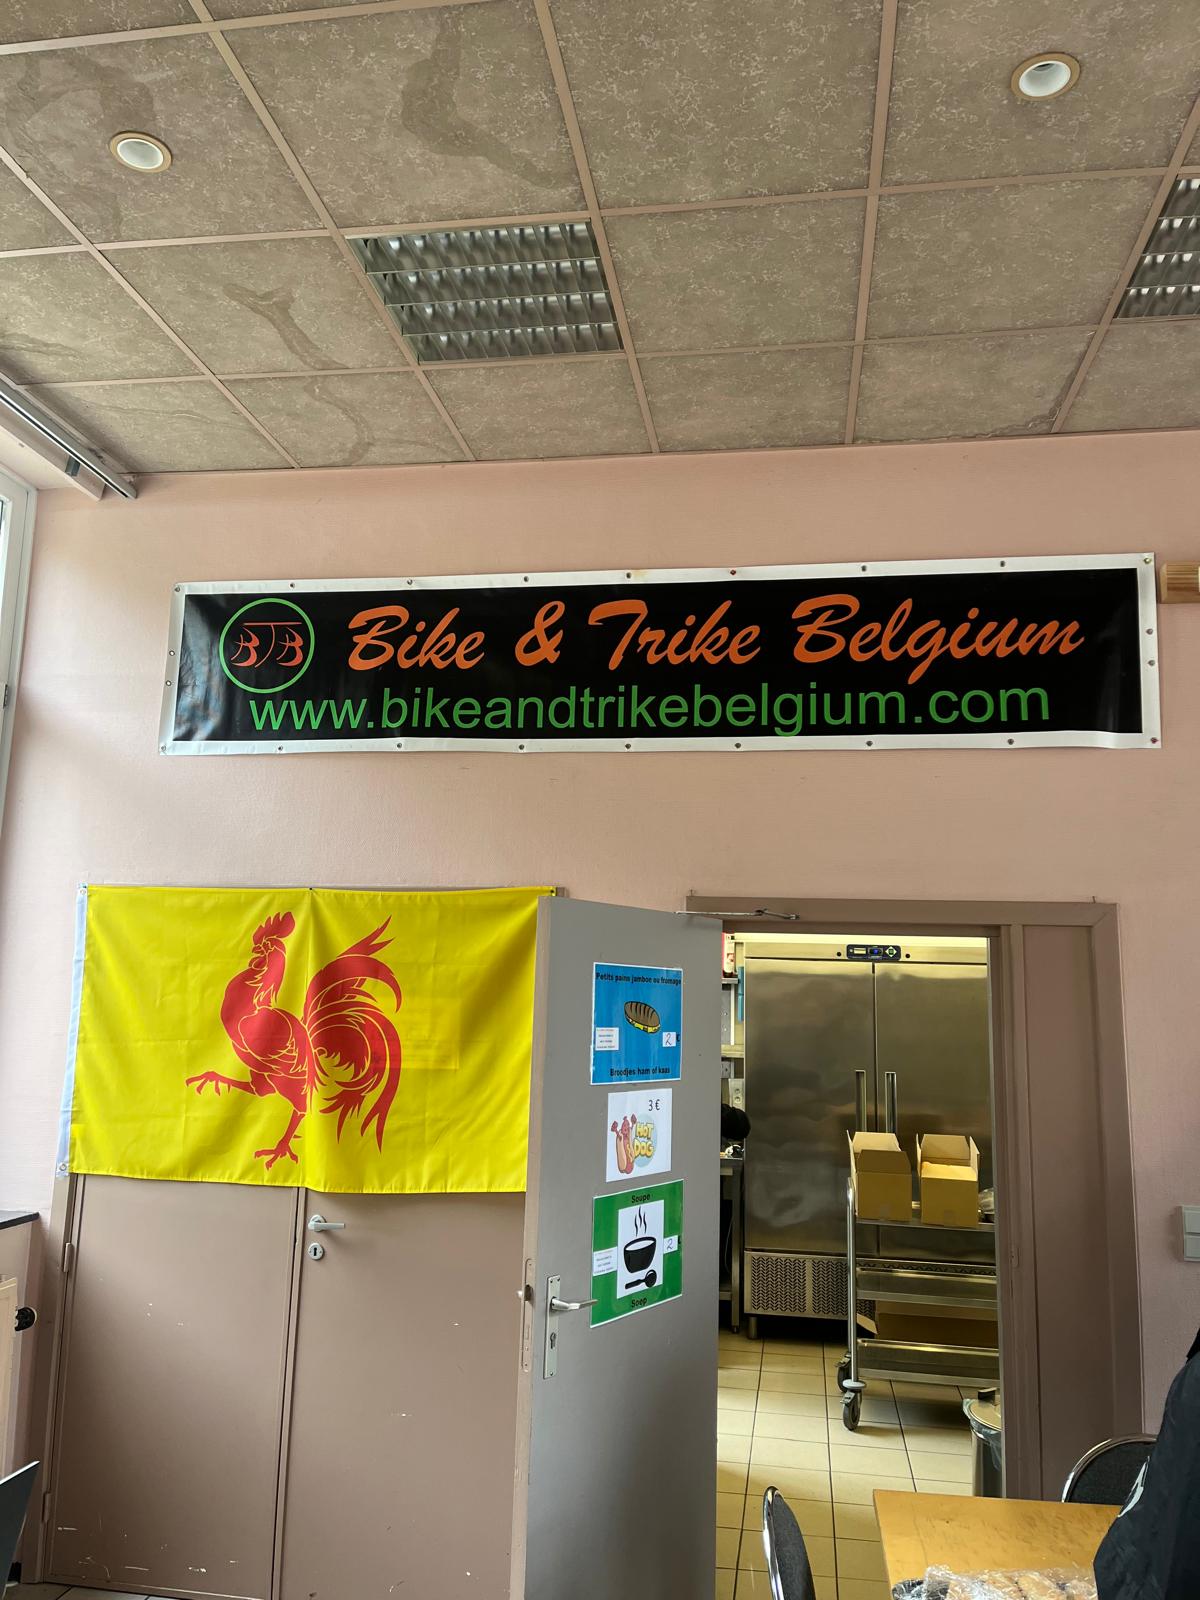 BTB
Bike & Trike Belgium
www.bikeandtrikebelgium.com
Petits pains jambon ou fromage
2 €
Broodjes ham of kaas
3 €
HOT
DOG
Soupe
2
Soep